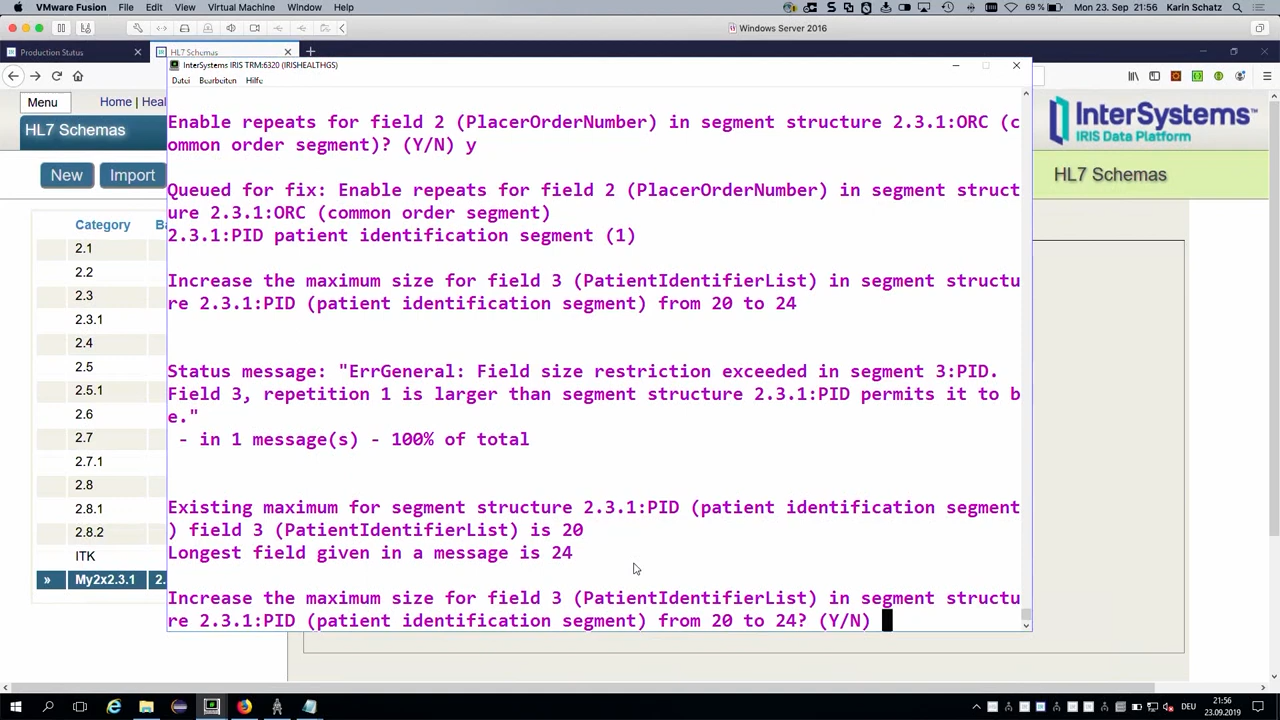 VMware Fusion File Edit View Virtual Machine Window Help 69 % Mon 23. Sep 21:56 Karin Schatz
Windows Server 2016
Production Status HL7 Schemas
InterSystems IRIS TRM:6320 (IRISHEALTHGS)
Datei Bearbeiten Hilfe
Menu Home Heal
HL7 Schemas
InterSystems
IRIS Data Platform
HL7 Schemas
New Import
Category Ba
2.1
2.2
2.3
2.3.1
2.4
2.5
2.5.1
2.6
2.7
2.7.1
2.8
2.8.1
2.8.2
ITK
» My2x2.3.1 2.
Enable repeats for field 2 (PlacerOrderNumber) in segment structure 2.3.1:ORC (c
ommon order segment)? (Y/N) y
Queued for fix: Enable repeats for field 2 (PlacerOrderNumber) in segment struct
ure 2.3.1:ORC (common order segment)
2.3.1:PID patient identification segment (1)
Increase the maximum size for field 3 (PatientIdentifierList) in segment structu
re 2.3.1:PID (patient identification segment) from 20 to 24
Status message: "ErrGeneral: Field size restriction exceeded in segment 3:PID.
Field 3, repetition 1 is larger than segment structure 2.3.1:PID permits it to b
e."
- in 1 message(s) - 100% of total
Existing maximum for segment structure 2.3.1:PID (patient identification segment
) field 3 (PatientIdentifierList) is 20
Longest field given in a message is 24
Increase the maximum size for field 3 (PatientIdentifierList) in segment structu
re 2.3.1:PID (patient identification segment) from 20 to 24? (Y/N)
DEU 21:56
23.09.2019